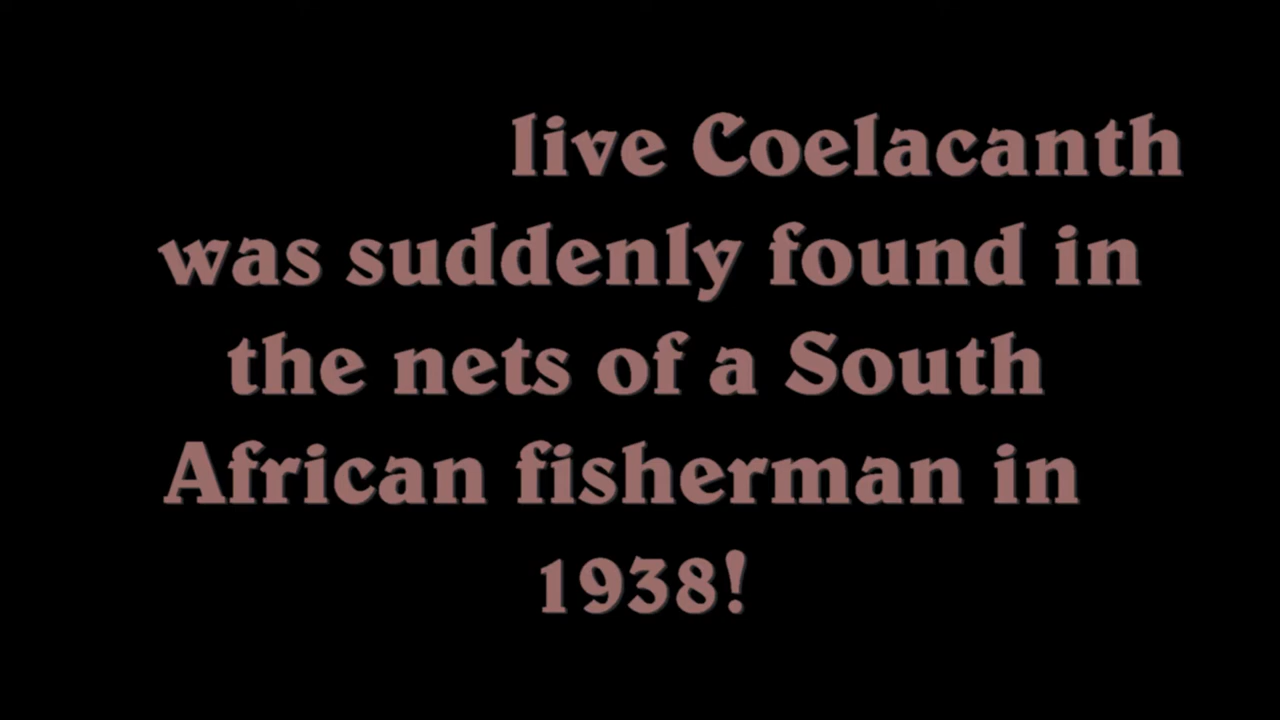 live Coelacanth
was suddenly found in
the nets of a South
African fisherman in
1938!